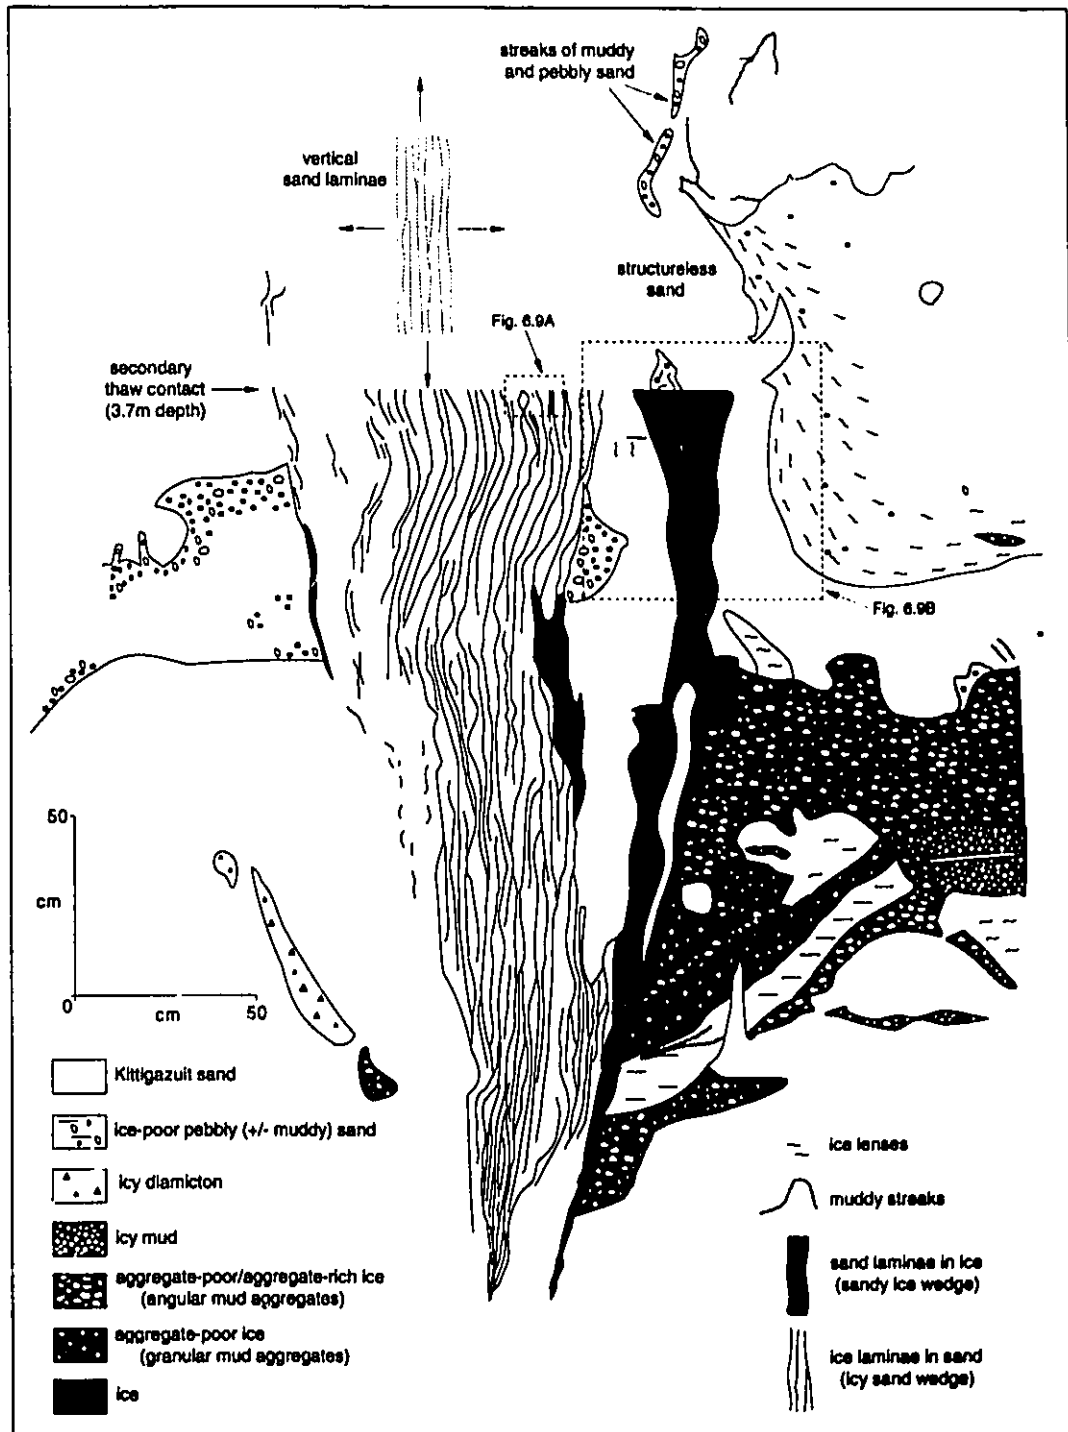 streaks of muddy
and pebbly sand
vertical
sand laminae
structureless
sand
Fig. 6.9A
secondary
thaw contact
(3.7m depth)
Fig. 6.9B
50
cm
0
cm
50
Kittigazuit sand
ice-poor pebbly (+/- muddy) sand
icy diamicton
icy mud
aggregate-poor/aggregate-rich ice
(angular mud aggregates)
aggregate-poor ice
(granular mud aggregates)
ice
ice lenses
muddy streaks
sand laminae in ice
(sandy ice wedge)
ice laminae in sand
(icy sand wedge)